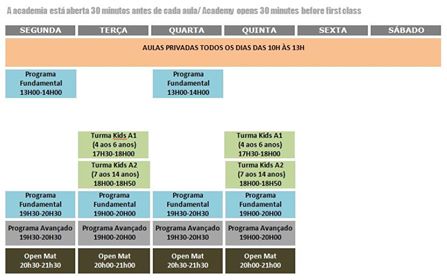 A academia está aberta 30 minutos antes de cada aula/ Academy opens 30 minutes before first class
SEGUNDA TERÇA QUARTA QUINTA SEXTA SÁBADO
AULAS PRIVADAS TODOS OS DIAS DAS 10H ÀS 13H
Programa Programa
Fundamental Fundamental
13H00-14H00 13H00-14H00
Turma Kids A1 Turma Kids A1
(4 aos 6 anos) (4 aos 6 anos)
17H30-18H00 17H30-18H00
Turma Kids A2 Turma Kids A2
(7 aos 14 anos) (7 aos 14 anos)
18H00-18H50 18H00-18H50
Programa Programa Programa Programa
Fundamental Fundamental Fundamental Fundamental
19H30-20H30 19H00-20H00 19H30-20H30 19H00-20H00
Programa Avançado Programa Avançado Programa Avançado Programa Avançado
19H30-20H30 19H00-20H00 19H30-20H30 19H00-20H00
Open Mat Open Mat Open Mat Open Mat
20h30-21h30 20h00-21h00 20h30-21h30 20h00-21h00